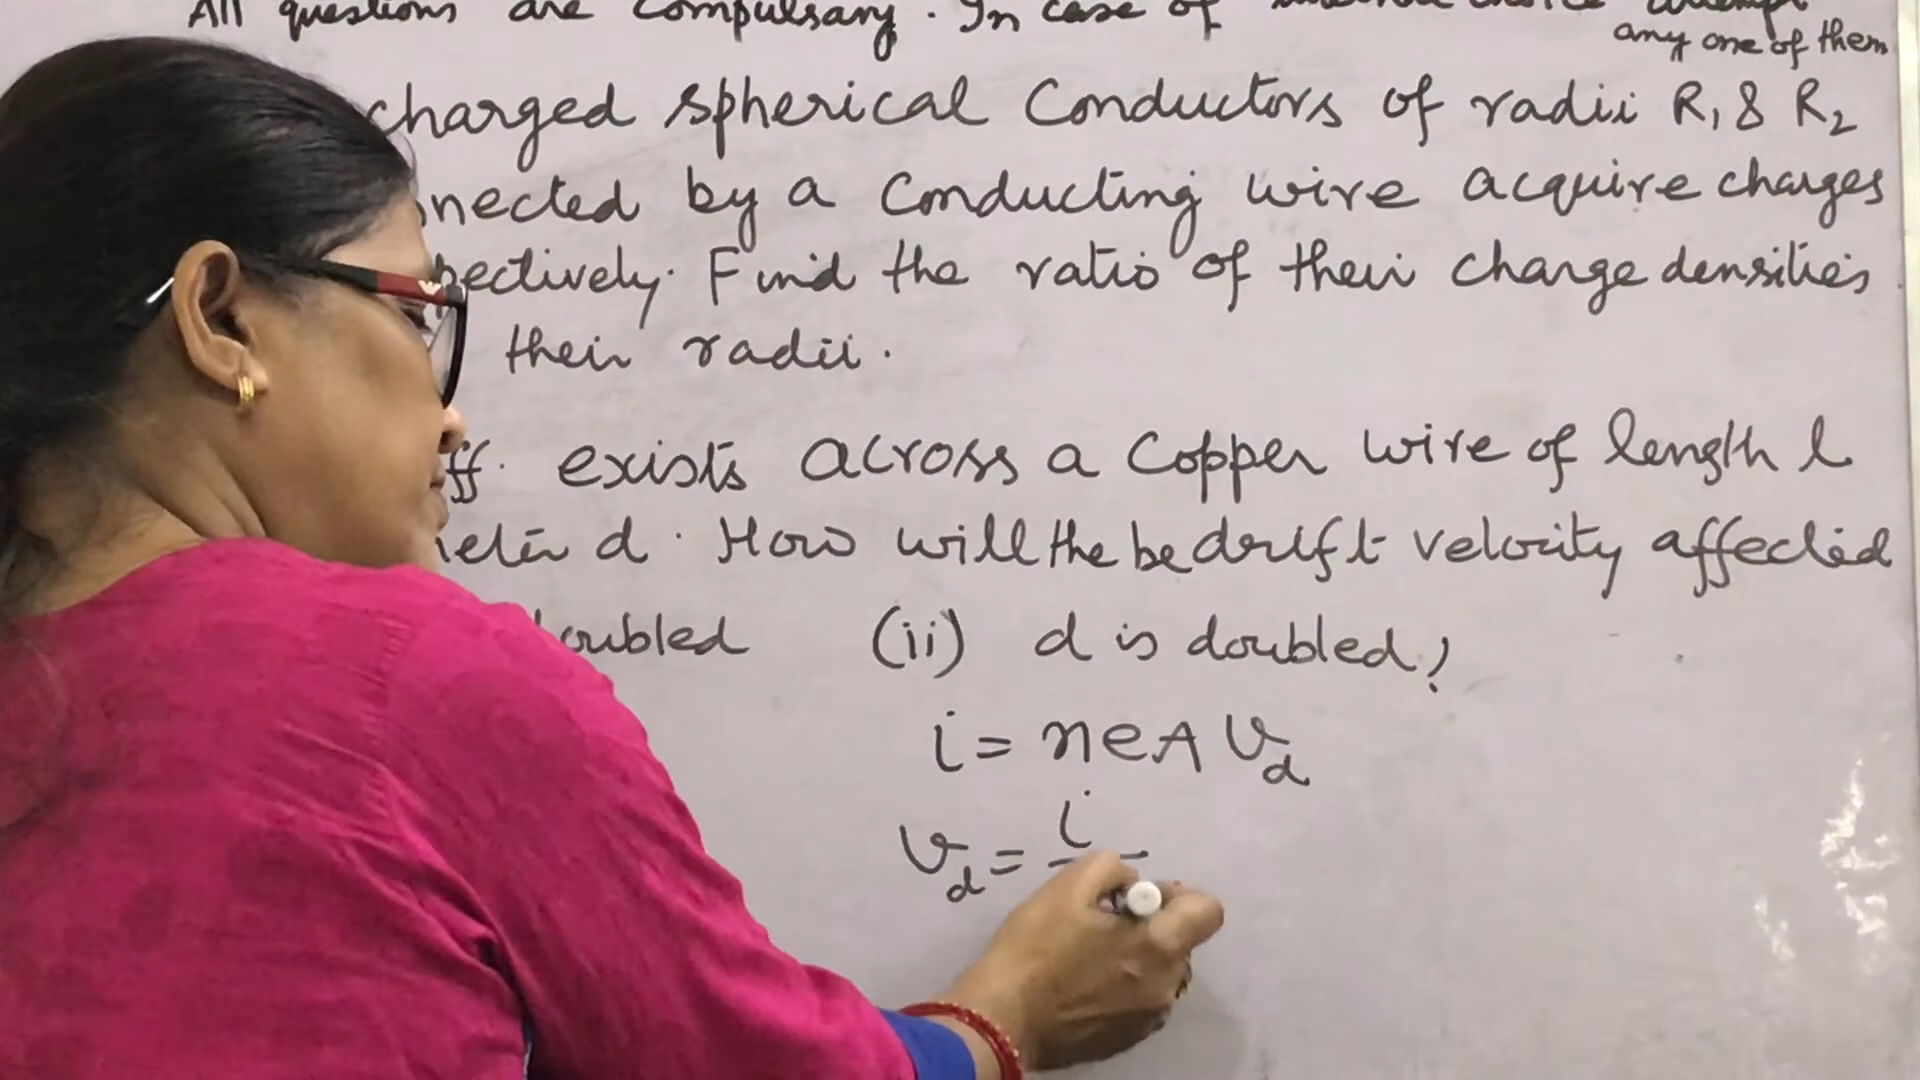 All questions are compulsary. In case of
any one of them
charged spherical Conductors of radii R1 & R2
nected by a Conducting wire acquire charges
pectively. Find the ratio of their charge densities
their radii.
ff. exists across a Copper wire of length l
d. How will the be drift velocity affected
oubled (ii) d is doubled?
i = neA vd
vd = i